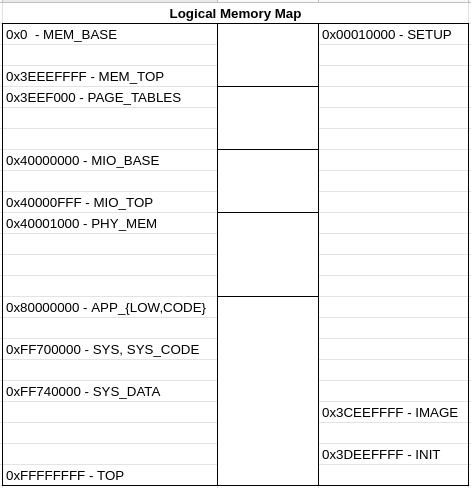 Logical Memory Map
0x0 - MEM_BASE
0x00010000 - SETUP
0x3EEEFFFF - MEM_TOP
0x3EEF000 - PAGE_TABLES
0x40000000 - MIO_BASE
0x40000FFF - MIO_TOP
0x40001000 - PHY_MEM
0x80000000 - APP_{LOW,CODE}
0xFF700000 - SYS, SYS_CODE
0xFF740000 - SYS_DATA
0x3CEEFFFF - IMAGE
0x3DEEFFFF - INIT
0xFFFFFFFF - TOP